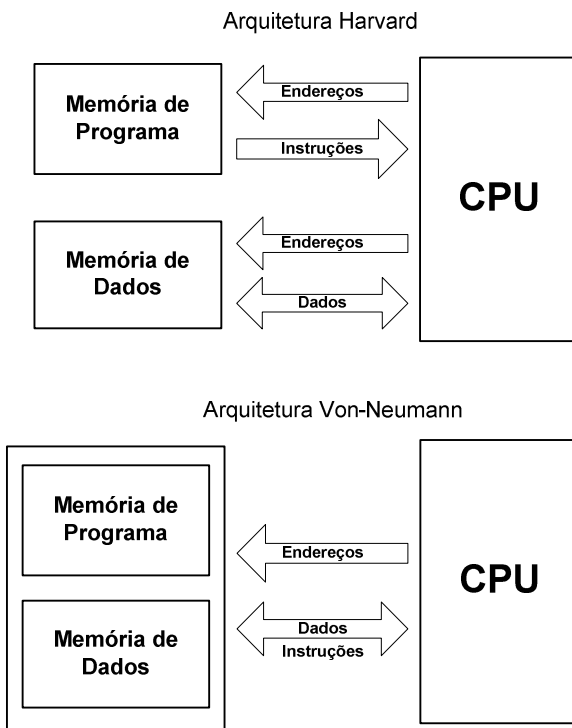 Arquitetura Harvard
Memória de
Programa
Endereços
Instruções
CPU
Memória de
Dados
Endereços
Dados
Arquitetura Von-Neumann
Memória de
Programa
Endereços
CPU
Memória de
Dados
Dados
Instruções